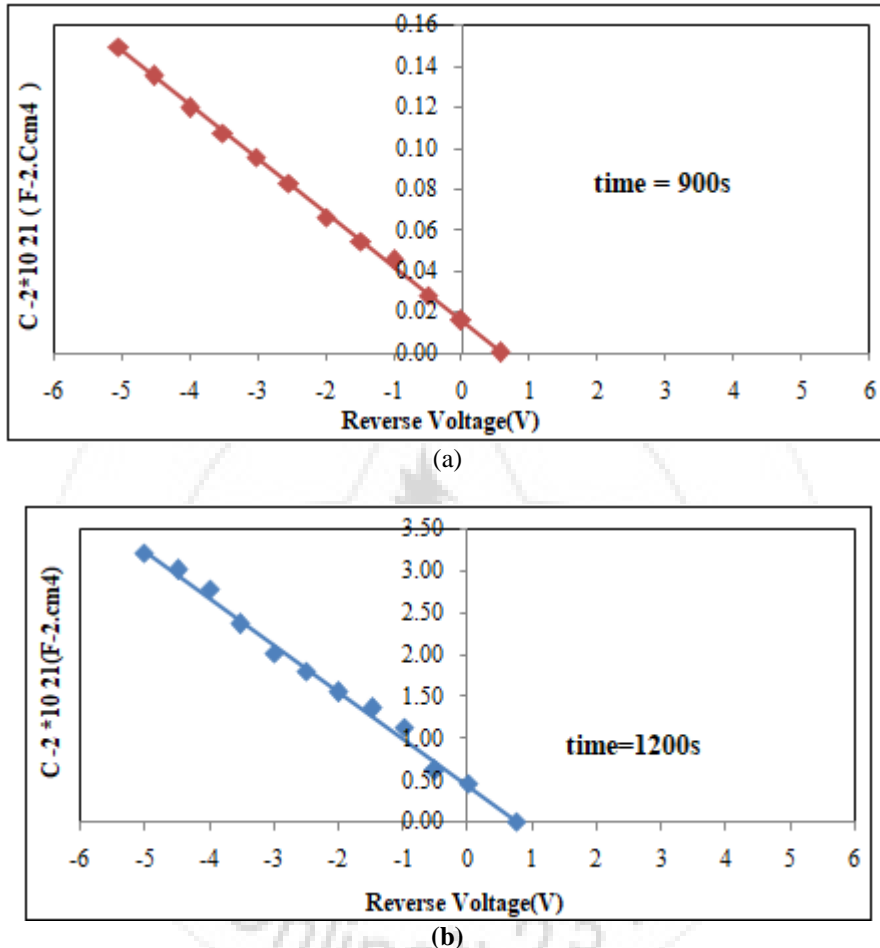 0.16
0.14
0.12
0.10
0.08
0.06
0.04
0.02
0.00
C -2*10 21 ( F-2.Ccm4 )
time = 900s
-6 -5 -4 -3 -2 -1 0 1 2 3 4 5 6
Reverse Voltage(V)
(a)
3.50
3.00
2.50
2.00
1.50
1.00
0.50
0.00
C -2 *10 21(F-2.cm4)
time=1200s
-6 -5 -4 -3 -2 -1 0 1 2 3 4 5 6
Reverse Voltage(V)
(b)